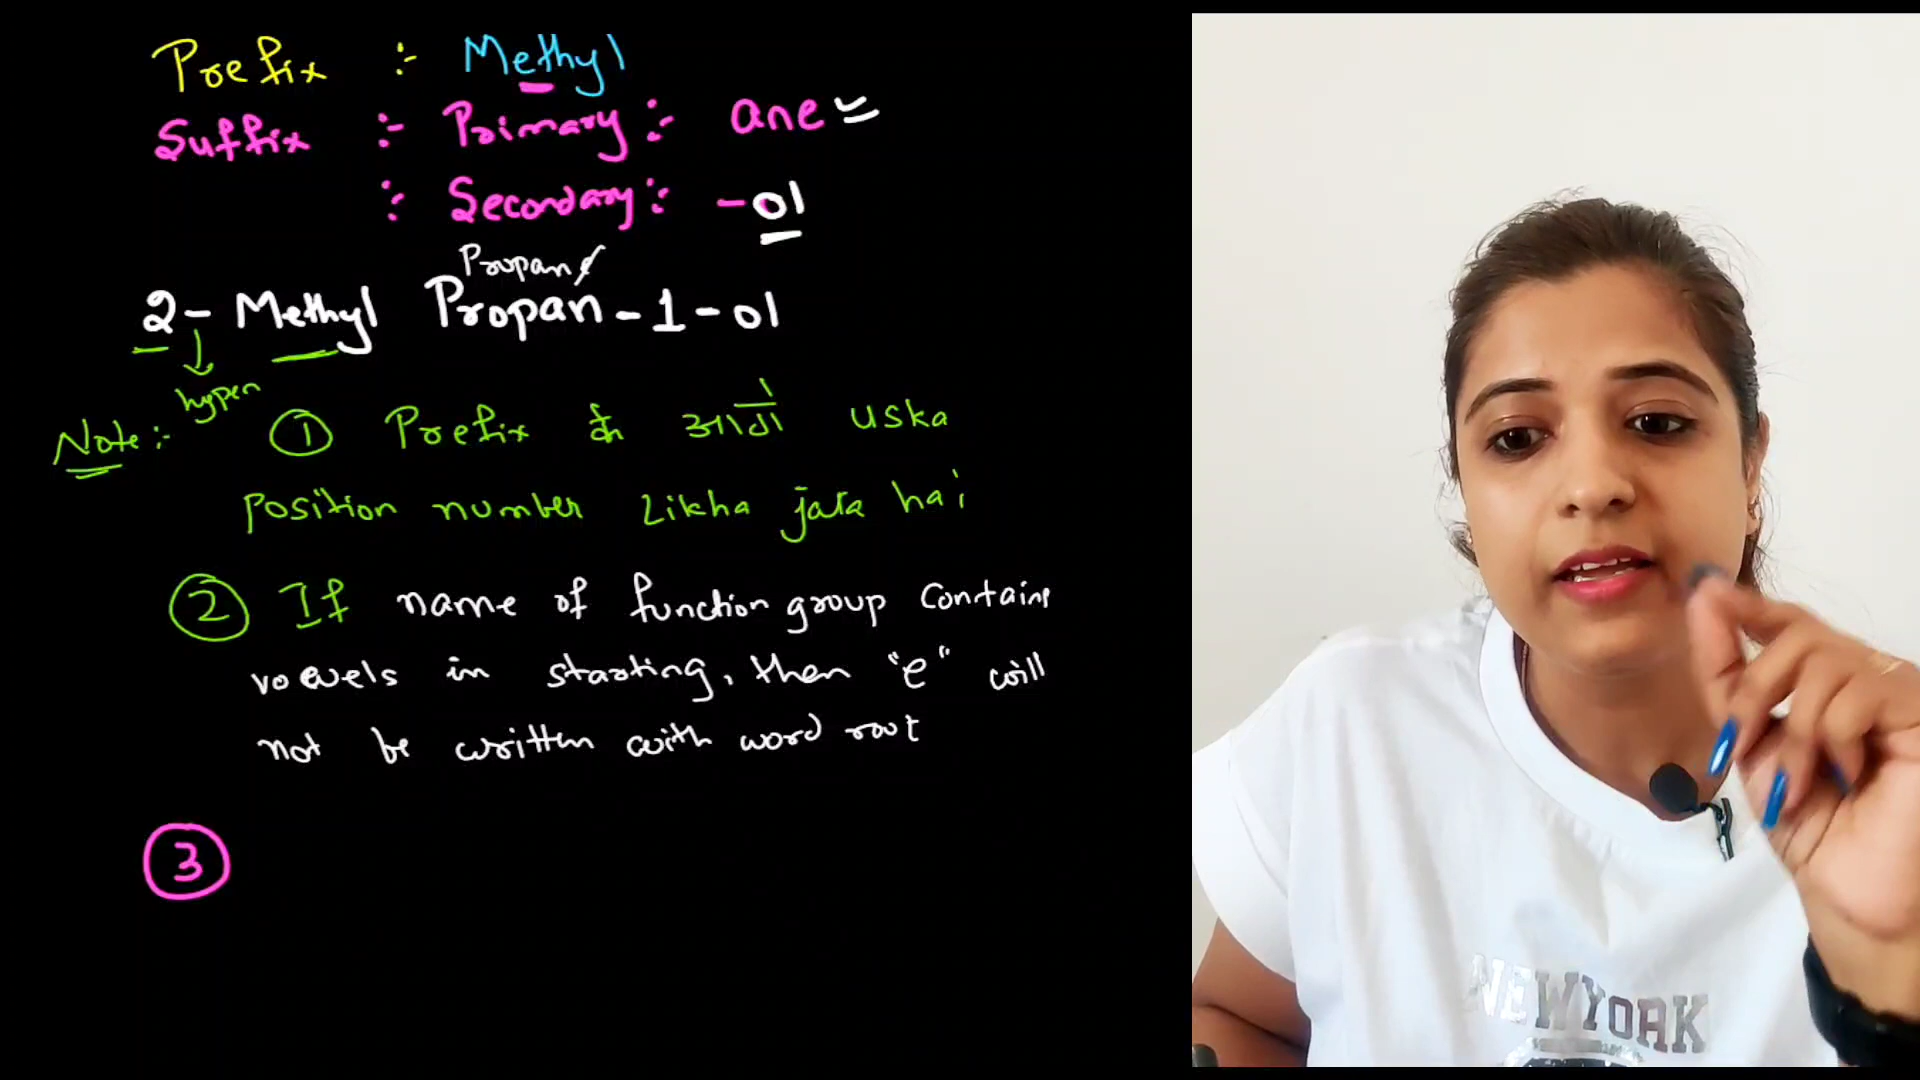 Prefix :- Methyl
Suffix :- Primary :- ane
: Secondary :- -ol
Propane
2- Methyl Propan-1-ol
hypen
Note :- ① Prefix के आगे uska
position number likha jata hai
② If name of function group contains
vowels in starting, then "e" will
not be written with word root
③
NEWYORK